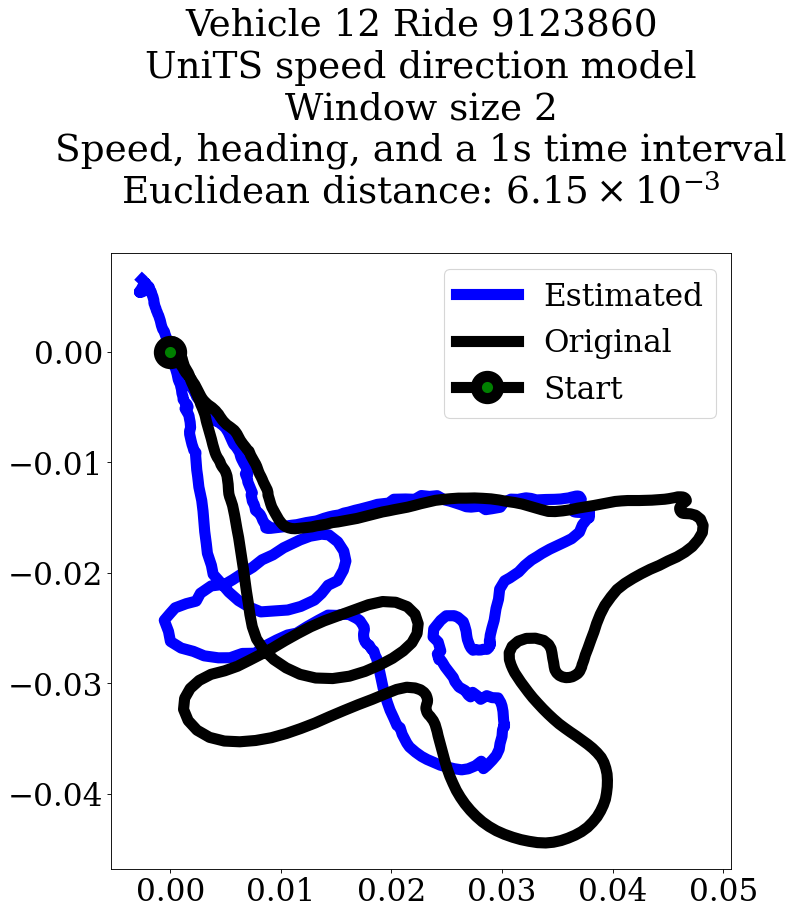 Vehicle 12 Ride 9123860
UniTS speed direction model
Window size 2
Speed, heading, and a 1s time interval
Euclidean distance: 6.15 × 10⁻³
Estimated
Original
Start
0.00
−0.01
−0.02
−0.03
−0.04
0.00 0.01 0.02 0.03 0.04 0.05